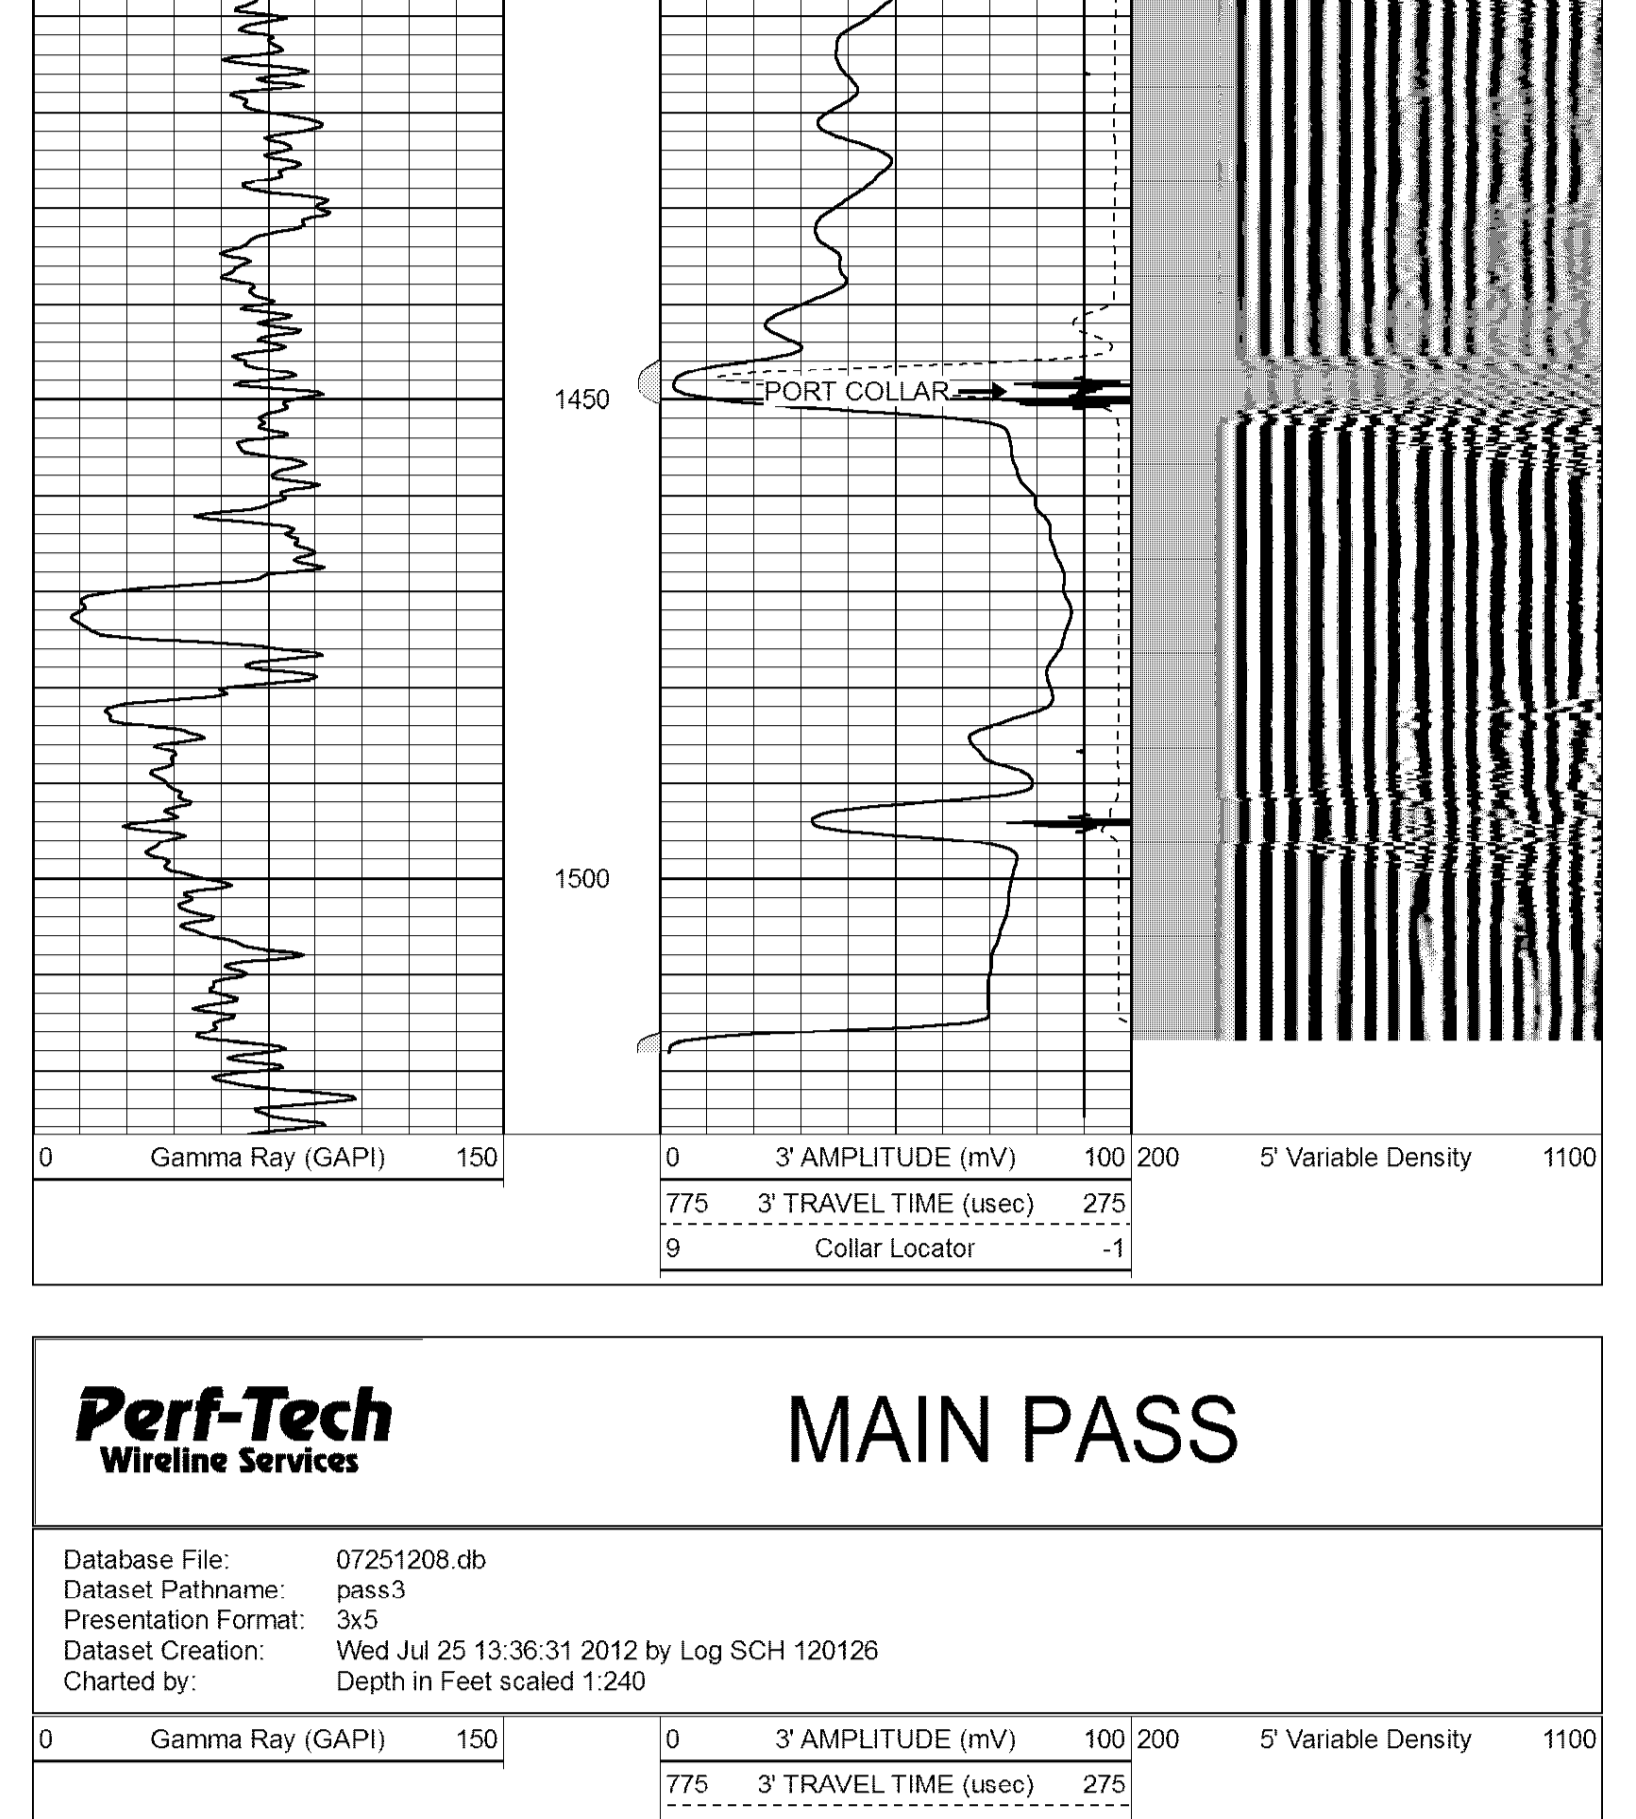 PORT COLLAR
1450
1500
0 Gamma Ray (GAPI) 150 0 3' AMPLITUDE (mV) 100 200 5' Variable Density 1100
775 3' TRAVEL TIME (usec) 275
9 Collar Locator -1
Perf-Tech
Wireline Services
MAIN PASS
Database File: 07251208.db
Dataset Pathname: pass3
Presentation Format: 3x5
Dataset Creation: Wed Jul 25 13:36:31 2012 by Log SCH 120126
Charted by: Depth in Feet scaled 1:240
0 Gamma Ray (GAPI) 150 0 3' AMPLITUDE (mV) 100 200 5' Variable Density 1100
775 3' TRAVEL TIME (usec) 275